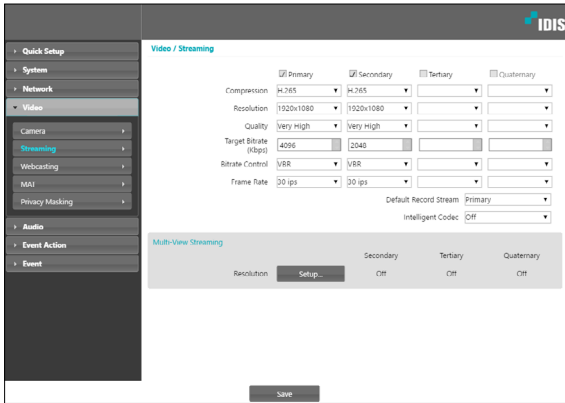 IDIS
Quick Setup
System
Network
Video
Camera
Streaming
Webcasting
MAT
Privacy Masking
Audio
Event Action
Event
Video / Streaming
Primary Secondary Tertiary Quaternary
Compression H.265 H.265
Resolution 1920x1080 1920x1080
Quality Very High Very High
Target Bitrate
(Kbps) 4096 2048
Bitrate Control VBR VBR
Frame Rate 30 ips 30 ips
Default Record Stream Primary
Intelligent Codec Off
Multi-View Streaming
Secondary Tertiary Quaternary
Resolution Setup... Off Off Off
Save